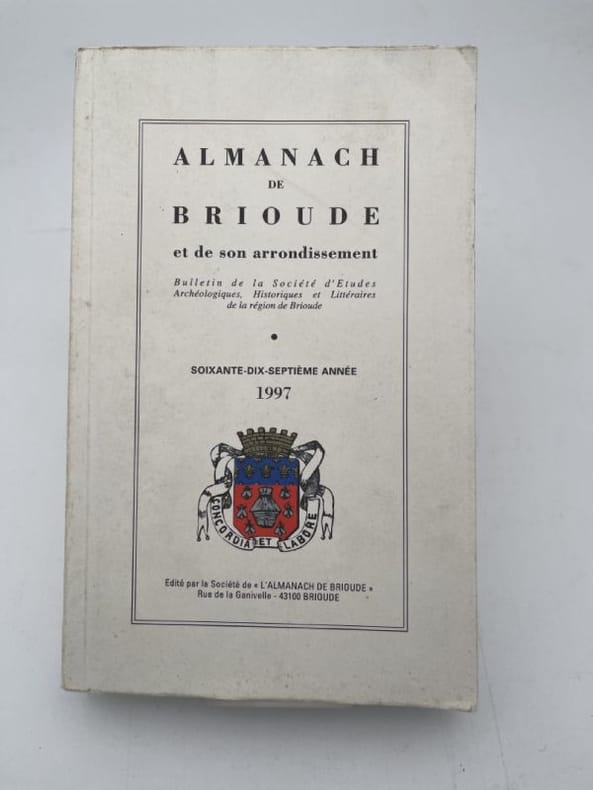 ALMANACH
DE
BRIOUDE
et de son arrondissement
Bulletin de la Société d'Etudes
Archéologiques, Historiques et Littéraires
de la région de Brioude
SOIXANTE-DIX-SEPTIÈME ANNÉE
1997
CONCORDIA ET LABORE
Edité par la Société de « L'ALMANACH DE BRIOUDE »
Rue de la Ganivelle - 43100 BRIOUDE